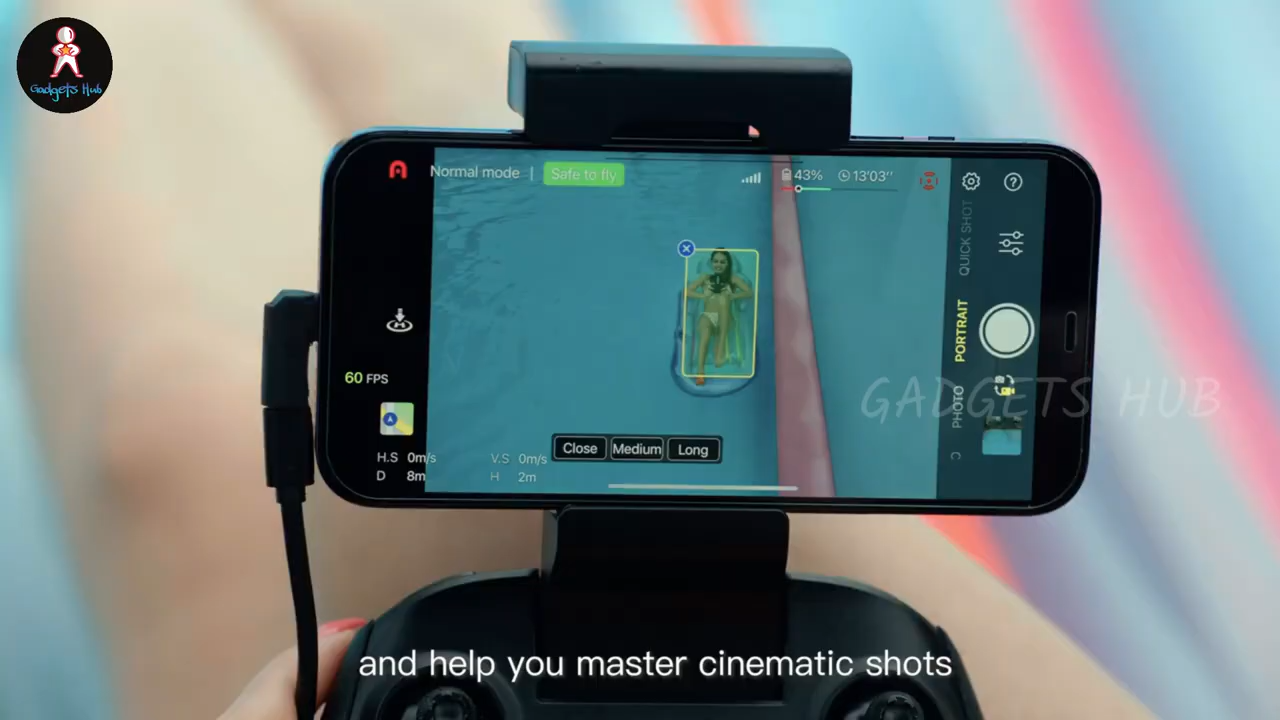 Gadgets Hub
Normal mode | Safe to fly
43%
13'03''
QUICK SHOT
PORTRAIT
PHOTO
60 FPS
GADGETS HUB
Close Medium Long
H.S 0m/s
V.S 0m/s
D 8m
H 2m
and help you master cinematic shots